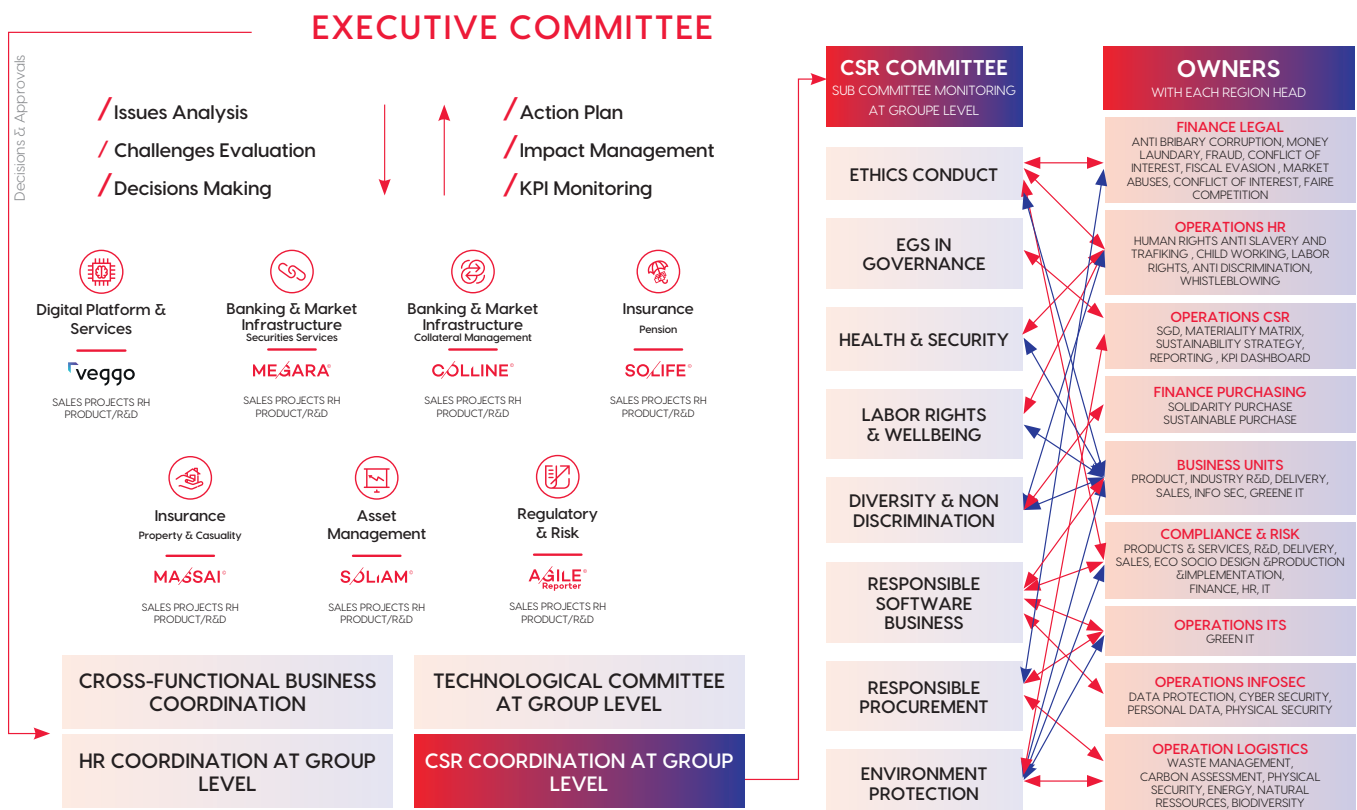 EXECUTIVE COMMITTEE
Decisions & Approvals
/ Issues Analysis
/ Challenges Evaluation
/ Decisions Making
/ Action Plan
/ Impact Management
/ KPI Monitoring
Digital Platform &
Services
veggo
SALES PROJECTS RH
PRODUCT/R&D
Banking & Market
Infrastructure
Securities Services
MEGARA®
SALES PROJECTS RH
PRODUCT/R&D
Banking & Market
Infrastructure
Collateral Management
COLLINE®
SALES PROJECTS RH
PRODUCT/R&D
Insurance
Pension
SOLIFE®
SALES PROJECTS RH
PRODUCT/R&D
Insurance
Property & Casuality
MASSAI®
SALES PROJECTS RH
PRODUCT/R&D
Asset
Management
SOLIAM®
SALES PROJECTS RH
PRODUCT/R&D
Regulatory
& Risk
AGILE®
Reporter
SALES PROJECTS RH
PRODUCT/R&D
CROSS-FUNCTIONAL BUSINESS
COORDINATION
TECHNOLOGICAL COMMITTEE
AT GROUP LEVEL
HR COORDINATION AT GROUP
LEVEL
CSR COORDINATION AT GROUP
LEVEL
CSR COMMITTEE
SUB COMMITTEE MONITORING
AT GROUPE LEVEL
ETHICS CONDUCT
EGS IN
GOVERNANCE
HEALTH & SECURITY
LABOR RIGHTS
& WELLBEING
DIVERSITY & NON
DISCRIMINATION
RESPONSIBLE
SOFTWARE
BUSINESS
RESPONSIBLE
PROCUREMENT
ENVIRONMENT
PROTECTION
OWNERS
WITH EACH REGION HEAD
FINANCE LEGAL
ANTI BRIBARY CORRUPTION, MONEY
LAUNDARY, FRAUD, CONFLICT OF
INTEREST, FISCAL EVASION , MARKET
ABUSES, CONFLICT OF INTEREST, FAIRE
COMPETITION
OPERATIONS HR
HUMAN RIGHTS ANTI SLAVERY AND
TRAFIKING , CHILD WORKING, LABOR
RIGHTS, ANTI DISCRIMINATION,
WHISTLEBLOWING
OPERATIONS CSR
SGD, MATERIALITY MATRIX,
SUSTAINABILITY STRATEGY,
REPORTING , KPI DASHBOARD
FINANCE PURCHASING
SOLIDARITY PURCHASE
SUSTAINABLE PURCHASE
BUSINESS UNITS
PRODUCT, INDUSTRY R&D, DELIVERY,
SALES, INFO SEC, GREENE IT
COMPLIANCE & RISK
PRODUCTS & SERVICES, R&D, DELIVERY,
SALES, ECO SOCIO DESIGN &PRODUCTION
&IMPLEMENTATION,
FINANCE, HR, IT
OPERATIONS ITS
GREEN IT
OPERATIONS INFOSEC
DATA PROTECTION, CYBER SECURITY,
PERSONAL DATA, PHYSICAL SECURITY
OPERATION LOGISTICS
WASTE MANAGEMENT,
CARBON ASSESSMENT, PHYSICAL
SECURITY, ENERGY, NATURAL
RESSOURCES, BIODIVERSITY